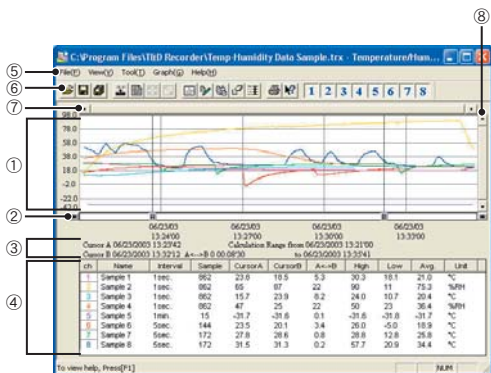 ⑧
C:\Program Files\T&D Recorder\Temp-Humidity Data Sample.trx - Temperature/Hum...
⑤ File(F) View(V) Tool(T) Graph(G) Help(H)
⑥ 1 2 3 4 5 6 7 8
⑦
98.0
① 78.0
58.0
38.0
18.0
-2.0
-22.0
-42.0
②
06/23/03 06/23/03 06/23/03 06/23/03
13:24'00 13:27'00 13:30'00 13:33'00
③ Cursor A 06/23/2003 13:23'42 Calculation Range from 06/23/2003 13:21'00
Cursor B 06/23/2003 13:32'12 A<-->B 0 00:08'30 to 06/23/2003 13:35'41
④
ch Name Interval Sample CursorA CursorB A<-->B High Low Avg. Unit
1 Sample 1 1sec. 862 23.6 18.5 5.3 30.3 18.1 21.0 ℃
2 Sample 2 1sec. 862 65 87 22 90 11 75.3 %RH
3 Sample 3 1sec. 862 15.7 23.9 8.2 24.0 10.7 20.4 ℃
4 Sample 4 1sec. 862 47 25 22 50 23 36.4 %RH
5 Sample 5 1min. 15 -31.7 -31.6 0.1 -31.6 -31.8 -31.7 ℃
6 Sample 6 5sec. 144 23.5 20.1 3.4 26.0 -5.0 18.9 ℃
7 Sample 7 5sec. 172 27.8 28.6 0.8 28.8 12.8 25.8 ℃
8 Sample 8 5sec. 172 31.5 31.3 0.2 57.7 20.9 34.4 ℃
To view help, Press[F1] NUM